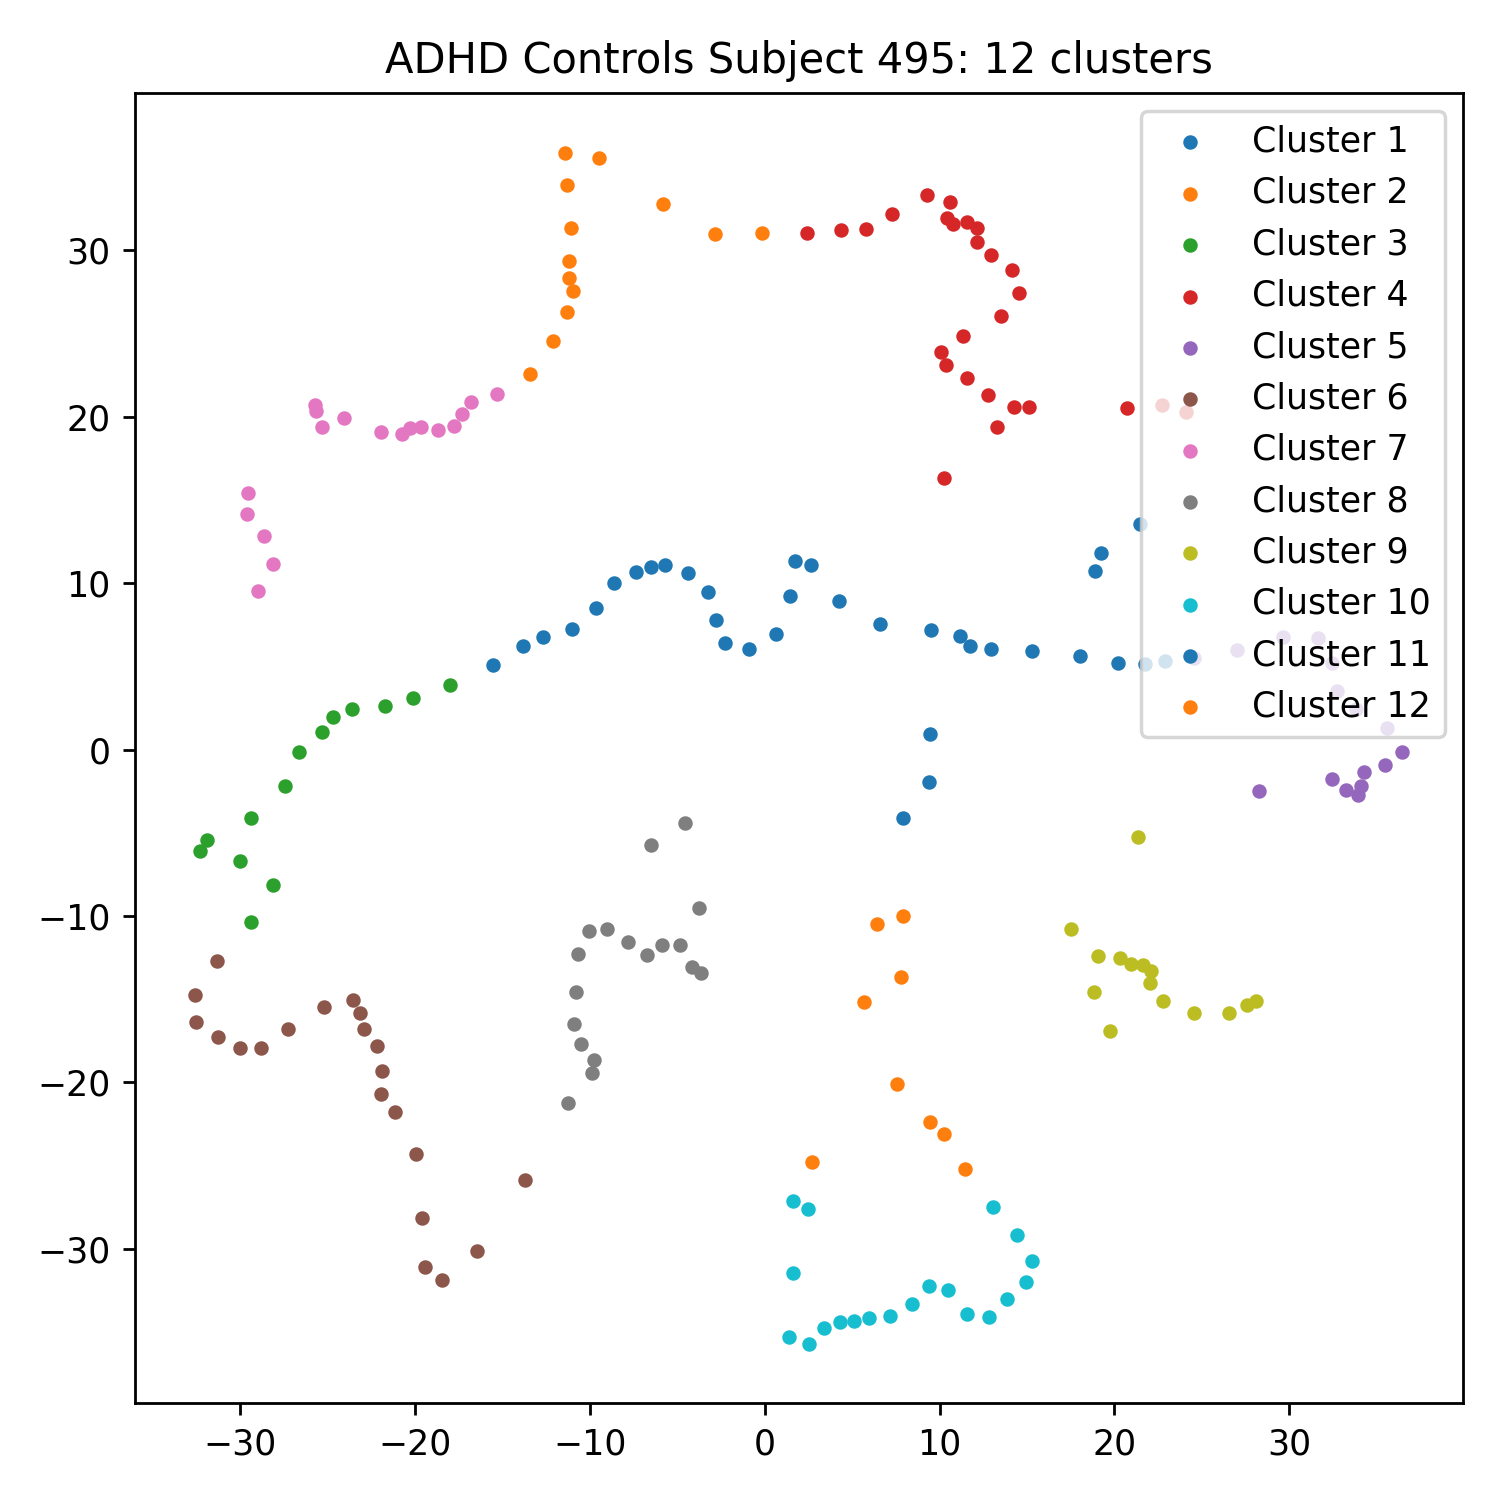 ADHD Controls Subject 495: 12 clusters
Cluster 1
Cluster 2
Cluster 3
Cluster 4
Cluster 5
Cluster 6
Cluster 7
Cluster 8
Cluster 9
Cluster 10
Cluster 11
Cluster 12
30
20
10
0
−10
−20
−30
−30 −20 −10 0 10 20 30